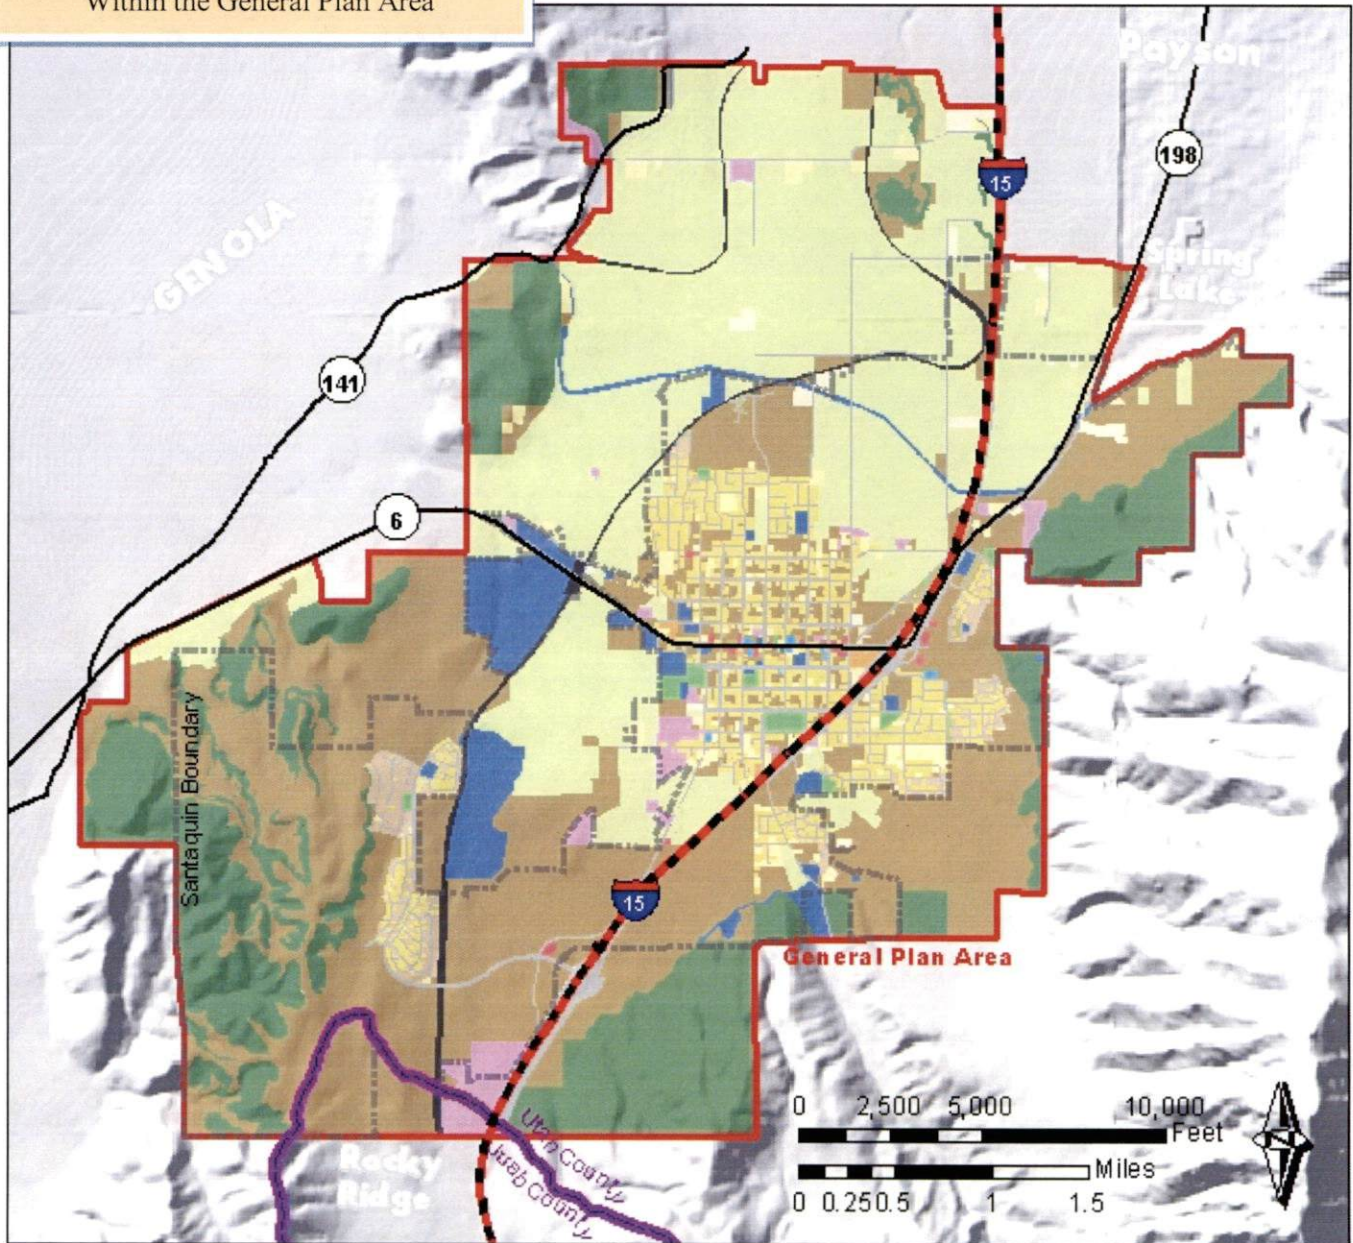 Within the General Plan Area
Payson
198
15
GENOLA
Spring
Lake
141
6
Santaquin Boundary
15
General Plan Area
0 2,500 5,000 10,000
Feet
Utah County
Juab County
Rocky
Ridge
Miles
0 0.25 0.5 1 1.5